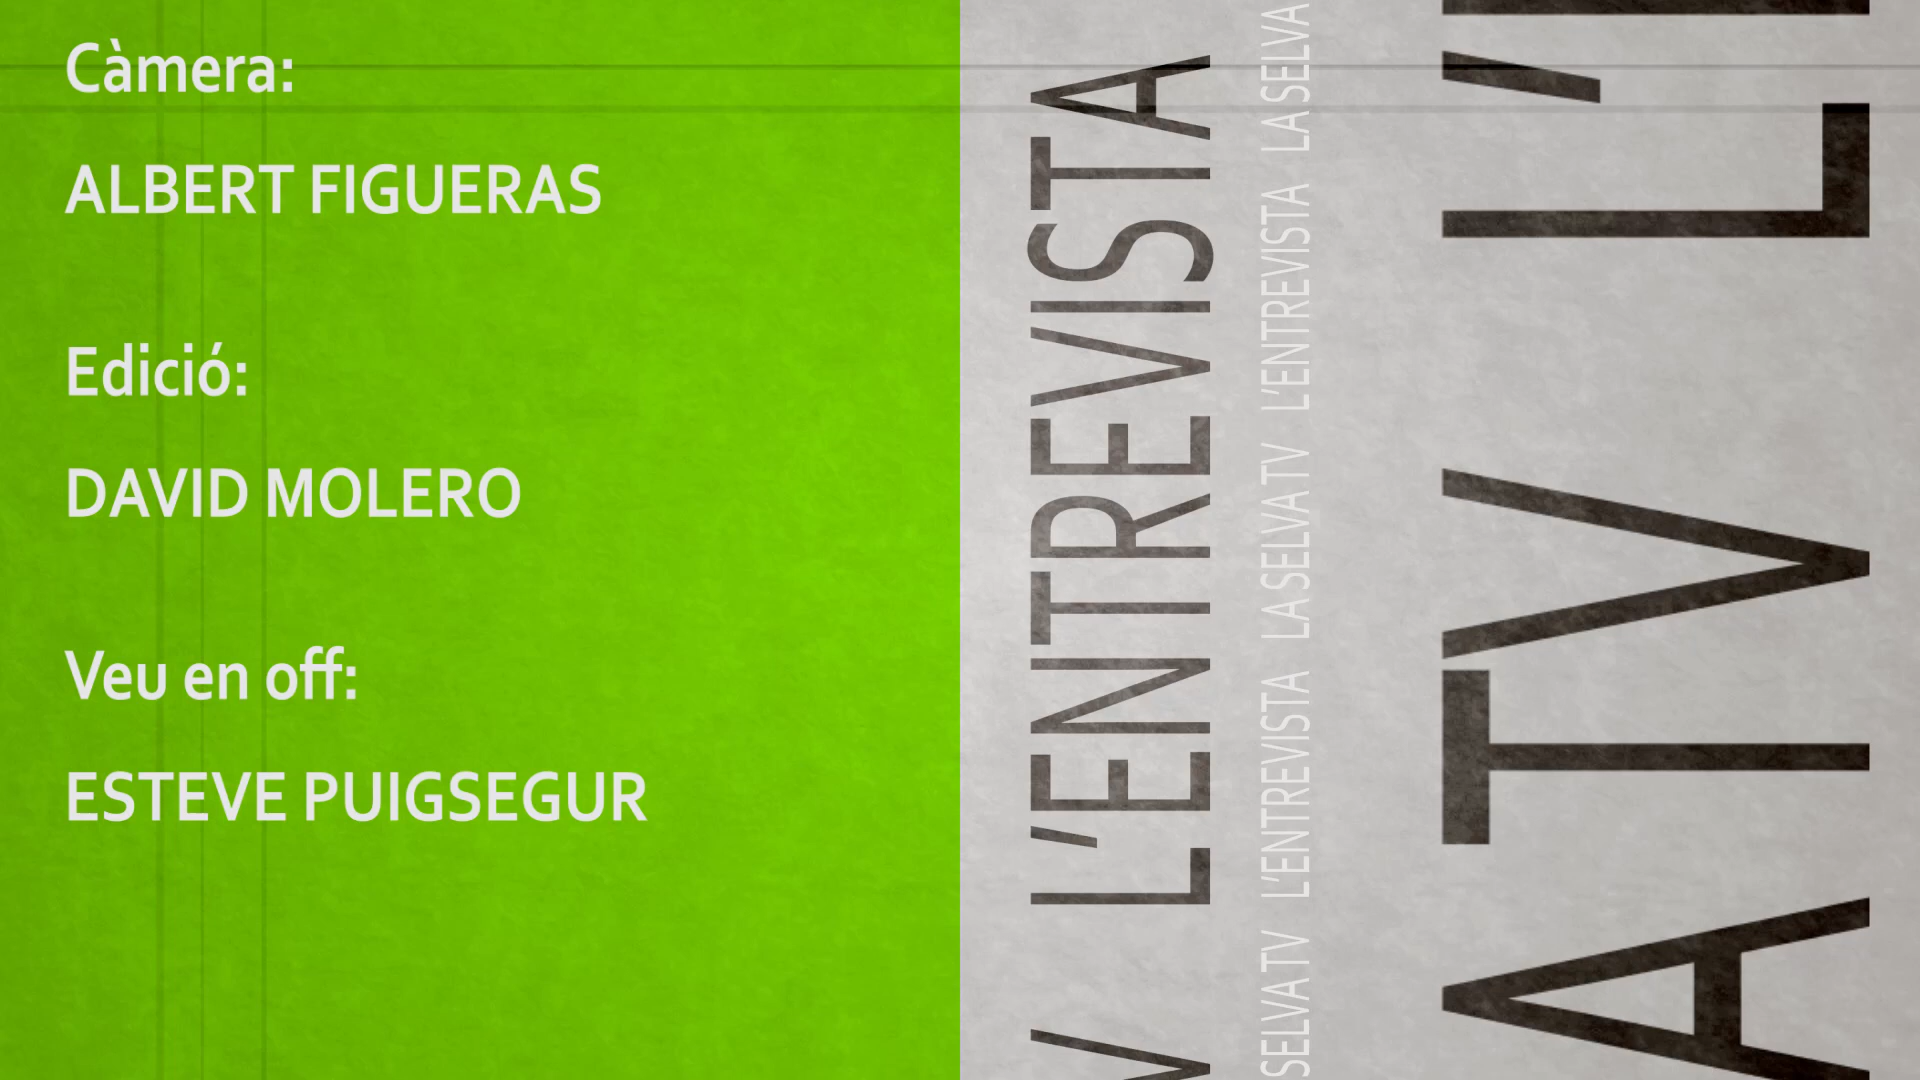 Càmera:
ALBERT FIGUERAS
Edició:
DAVID MOLERO
Veu en off:
ESTEVE PUIGSEGUR
V L'ENTREVISTA
SELVA TV L'ENTREVISTA LA SELVA TV L'ENTREVISTA LA SELVA
ATV L'